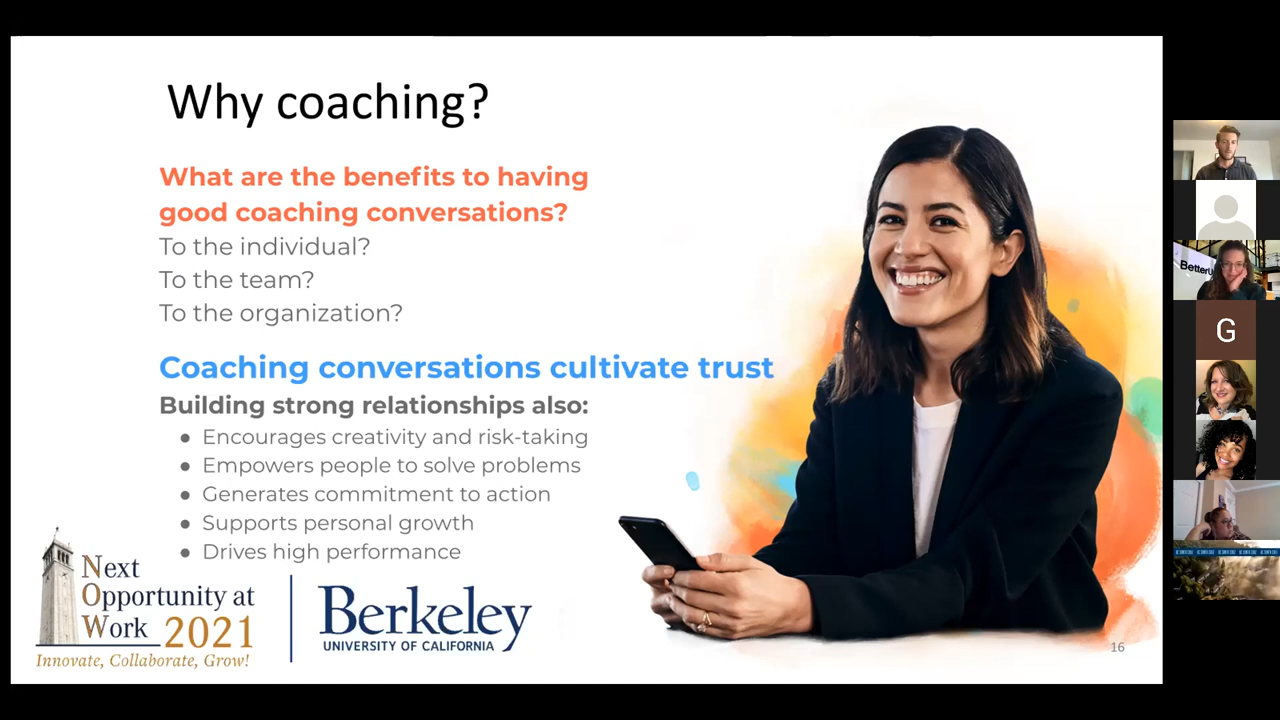 Why coaching?
What are the benefits to having
good coaching conversations?
To the individual?
To the team?
To the organization?
Coaching conversations cultivate trust
Building strong relationships also:
● Encourages creativity and risk-taking
● Empowers people to solve problems
● Generates commitment to action
● Supports personal growth
● Drives high performance
Next
Opportunity at
Work 2021
Innovate, Collaborate, Grow!
Berkeley
UNIVERSITY OF CALIFORNIA
16
G